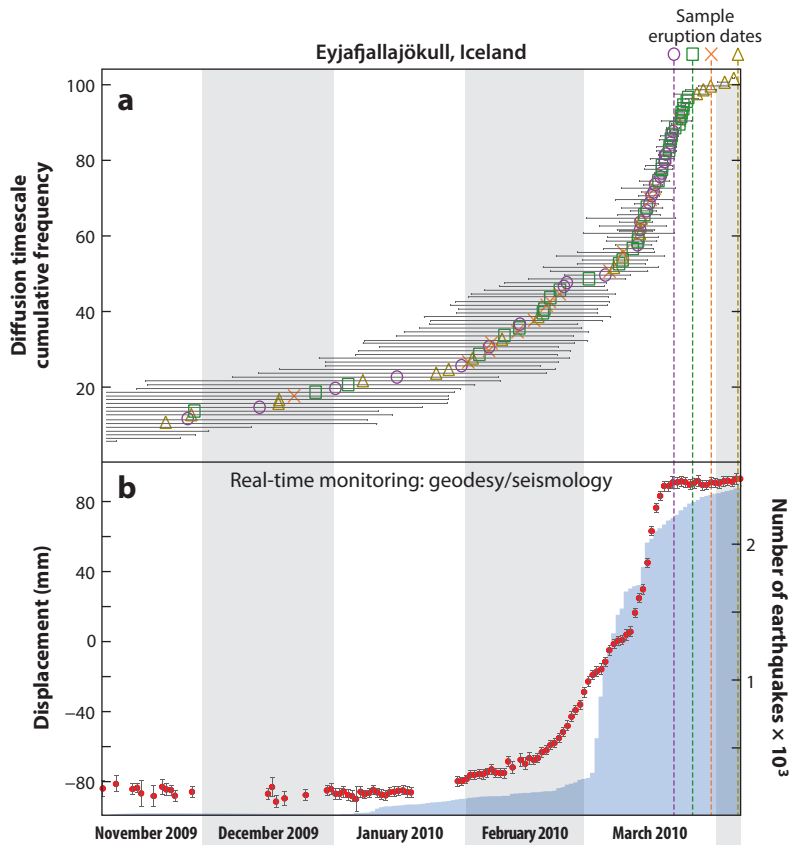 Sample
eruption dates
Eyjafjallajökull, Iceland
a
Diffusion timescale
cumulative frequency
100
80
60
40
20
b
Real-time monitoring: geodesy/seismology
Displacement (mm)
80
40
0
−40
−80
Number of earthquakes × 10³
2
1
November 2009 December 2009 January 2010 February 2010 March 2010